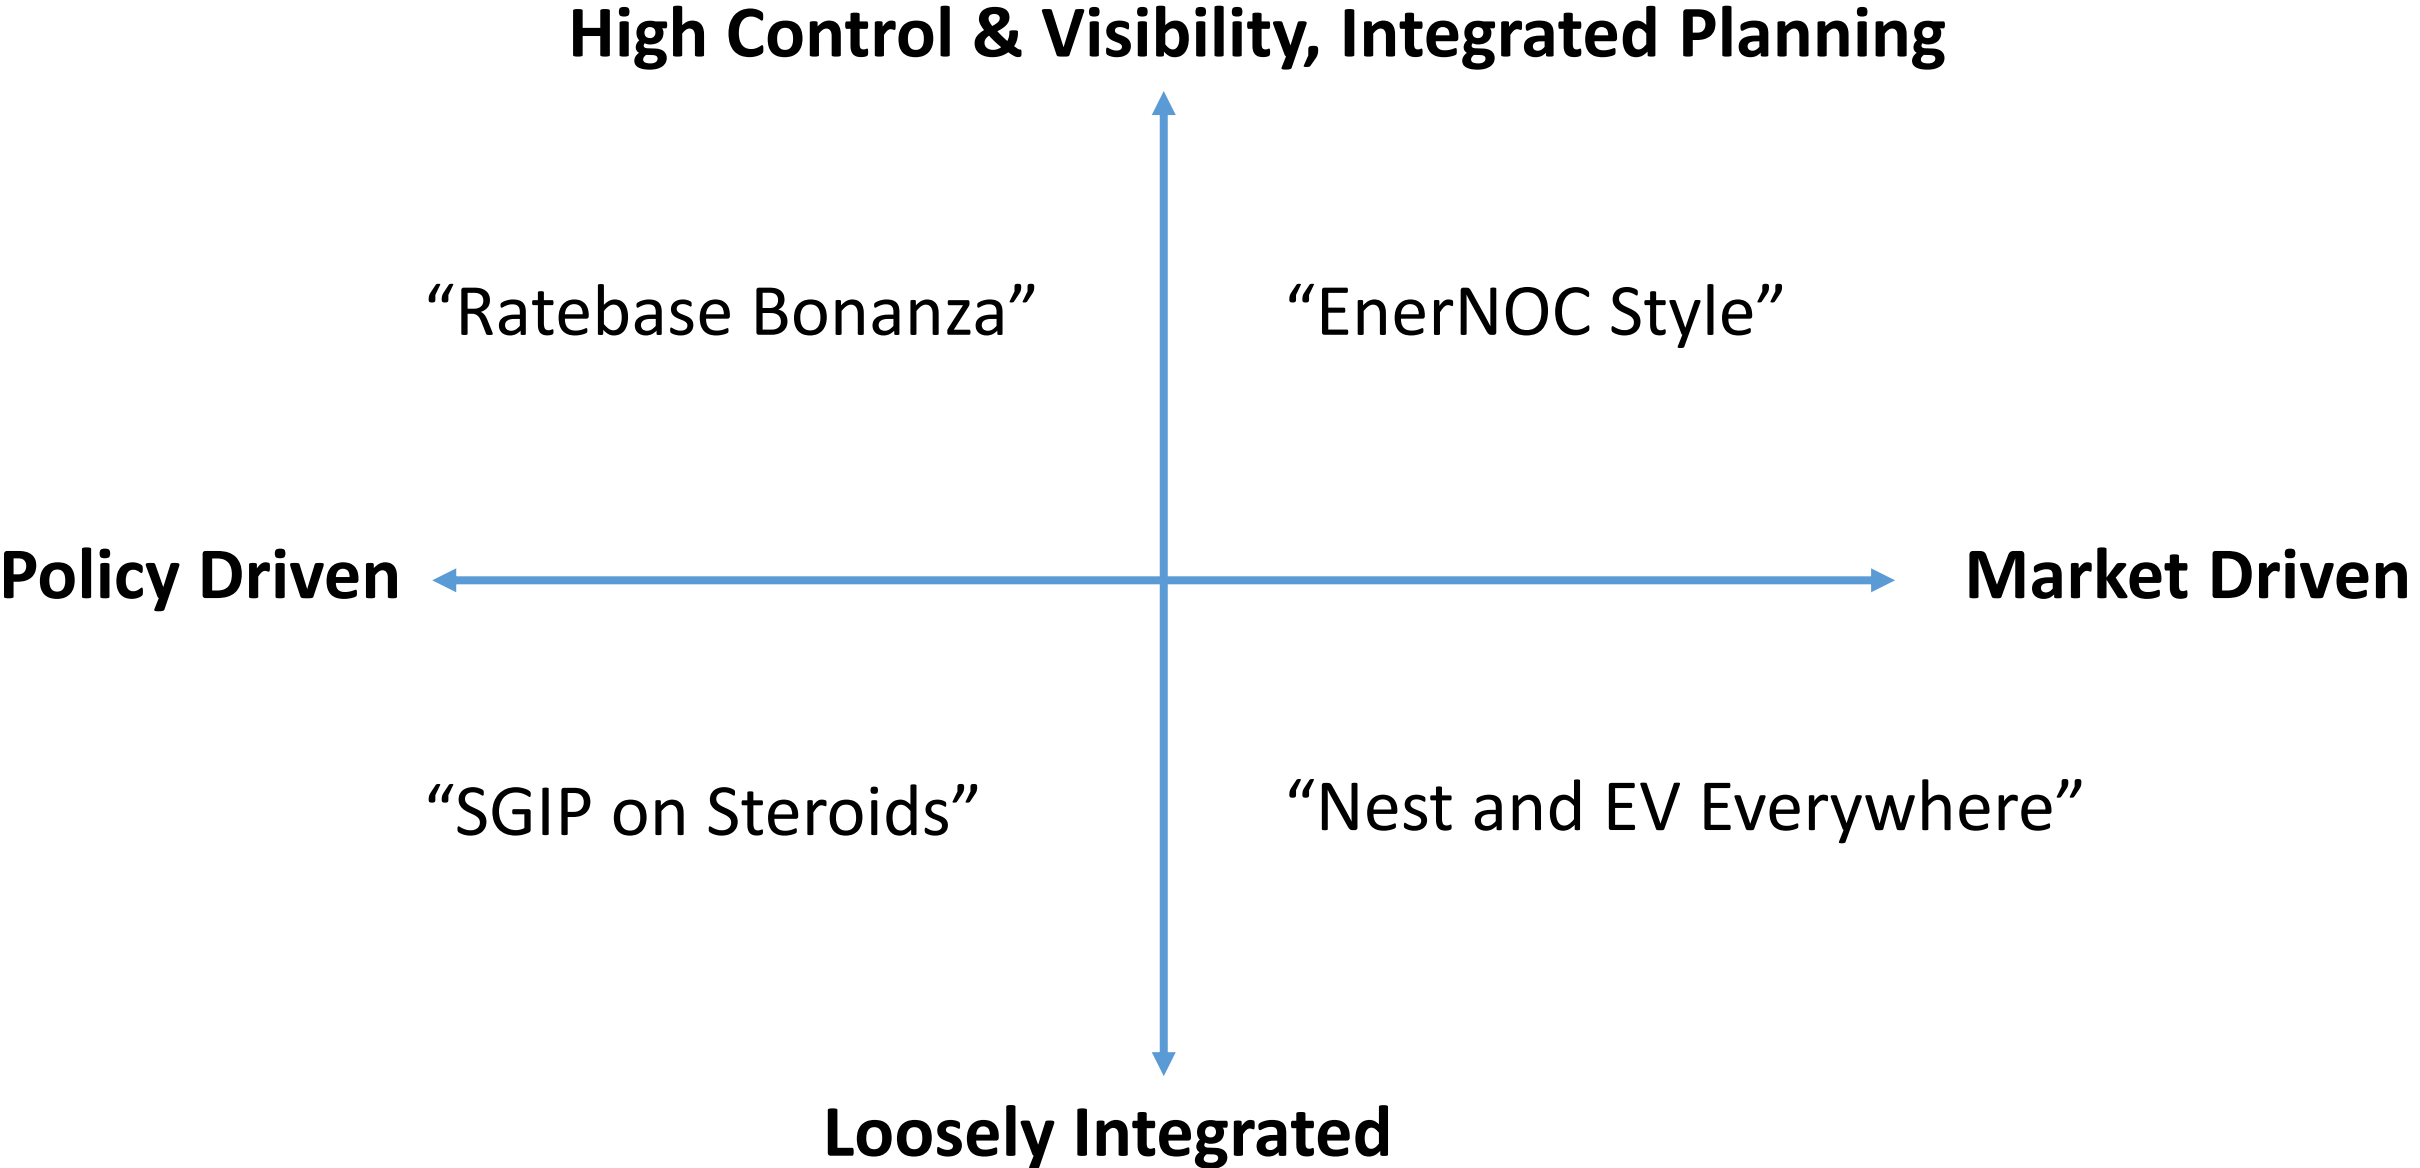 High Control & Visibility, Integrated Planning
“Ratebase Bonanza”
“EnerNOC Style”
Policy Driven
Market Driven
“SGIP on Steroids”
“Nest and EV Everywhere”
Loosely Integrated